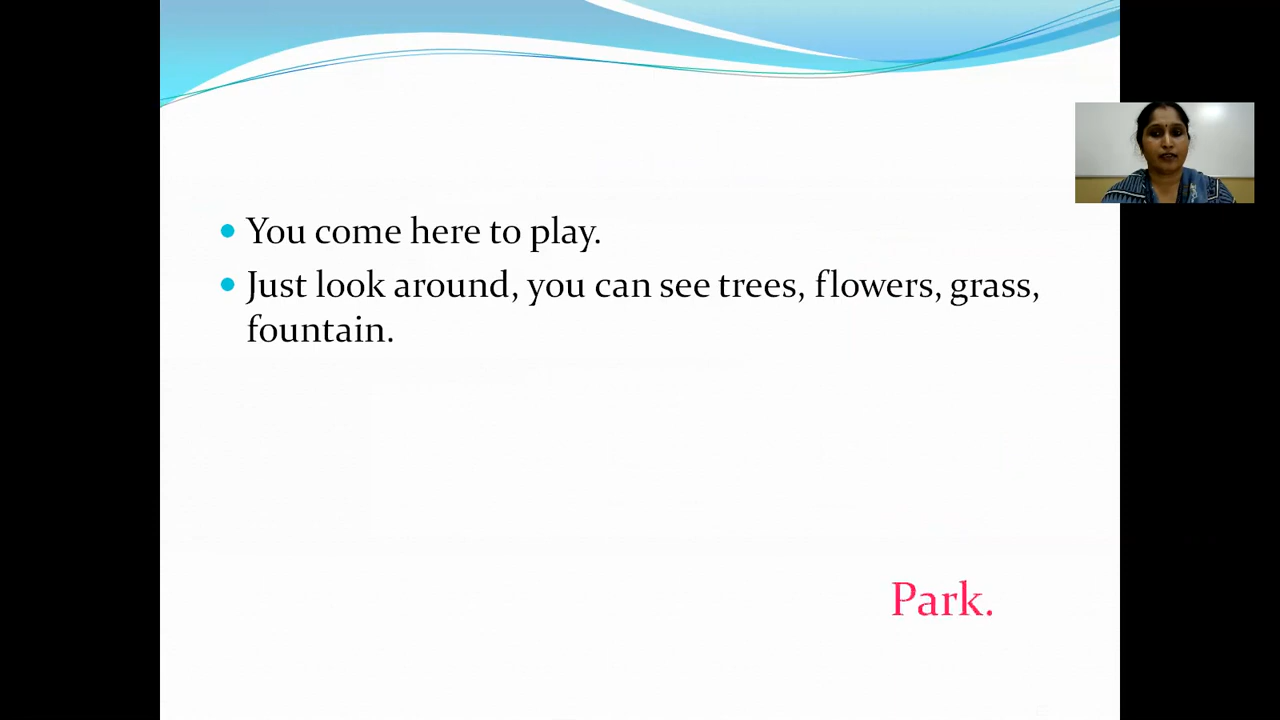 You come here to play.
Just look around, you can see trees, flowers, grass,
fountain.
Park.